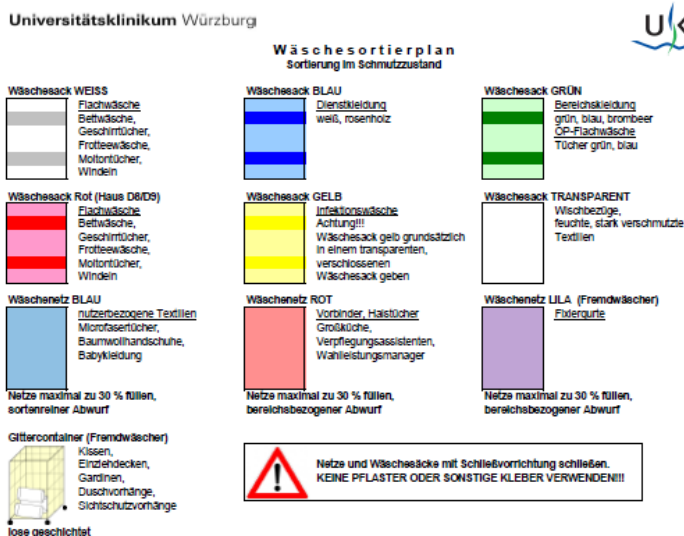 Universitätsklinikum Würzburg
Wäschesortierplan
Sortierung im Schmutzzustand
Wäschesack WEISS
Flachwäsche
Bettwäsche,
Geschirrtücher,
Frotteewäsche,
Moltontücher,
Windeln
Wäschesack BLAU
Dienstkleidung
weiß, rosenholz
Wäschesack GRÜN
Bereichskleidung
grün, blau, brombeer
OP-Flachwäsche
Tücher grün, blau
Wäschesack Rot (Haus D8/D9)
Flachwäsche
Bettwäsche,
Geschirrtücher,
Frotteewäsche,
Moltontücher,
Windeln
Wäschesack GELB
Infektionswäsche
Achtung!!!
Wäschesack gelb grundsätzlich
in einem transparenten,
verschlossenen
Wäschesack geben
Wäschesack TRANSPARENT
Wischbezüge,
feuchte, stark verschmutzte
Textilien
Wäschenetz BLAU
nutzerbezogene Textilien
Microfasertücher,
Baumwollhandschuhe,
Babykleidung
Netze maximal zu 30 % füllen,
sortenreiner Abwurf
Wäschenetz ROT
Vorbinder, Halstücher
Großküche,
Verpflegungsassistenten,
Wahlleistungsmanager
Netze maximal zu 30 % füllen,
bereichsbezogener Abwurf
Wäschenetz LILA (Fremdwäscher)
Fixiergurte
Netze maximal zu 30 % füllen,
bereichsbezogener Abwurf
Gittercontainer (Fremdwäscher)
Kissen,
Einziehdecken,
Gardinen,
Duschvorhänge,
Sichtschutzvorhänge
lose geschichtet
Netze und Wäschesäcke mit Schließvorrichtung schließen.
KEINE PFLASTER ODER SONSTIGE KLEBER VERWENDEN!!!